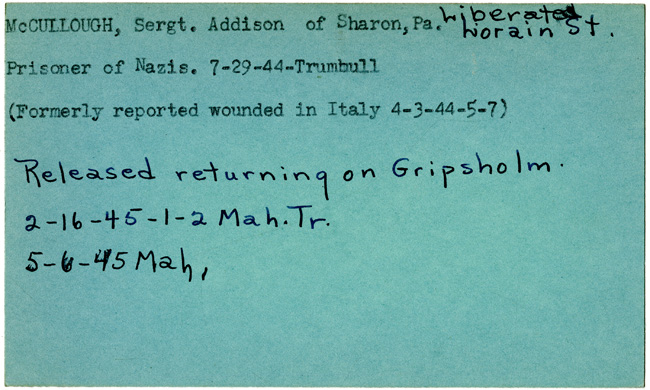 McCULLOUGH, Sergt. Addison of Sharon,Pa. Liberated
Lorain St.
Prisoner of Nazis. 7-29-44-Trumbull
(Formerly reported wounded in Italy 4-3-44-5-7)
Released returning on Gripsholm.
2-16-45-1-2 Mah.Tr.
5-6-45 Mah,